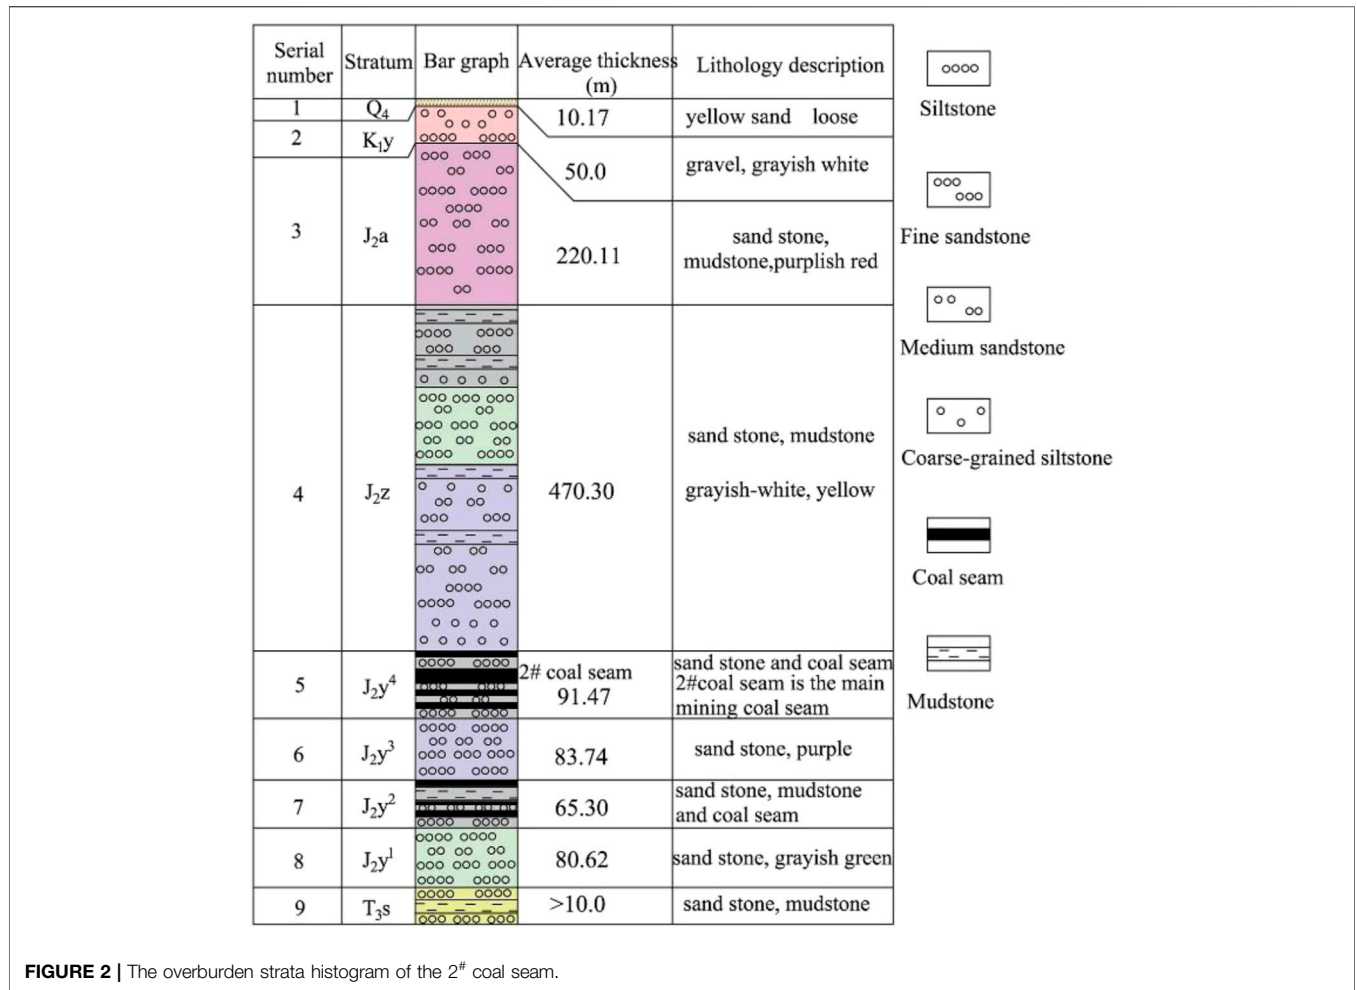 Serial number
Stratum
Bar graph
Average thickness (m)
Lithology description
1
Q₄
10.17
yellow sand loose
2
K₁y
50.0
gravel, grayish white
3
J₂a
220.11
sand stone,
mudstone,purplish red
4
J₂z
470.30
sand stone, mudstone
grayish-white, yellow
5
J₂y⁴
2# coal seam
91.47
sand stone and coal seam
2#coal seam is the main
mining coal seam
6
J₂y³
83.74
sand stone, purple
7
J₂y²
65.30
sand stone, mudstone
and coal seam
8
J₂y¹
80.62
sand stone, grayish green
9
T₃s
>10.0
sand stone, mudstone
Siltstone
Fine sandstone
Medium sandstone
Coarse-grained siltstone
Coal seam
Mudstone
FIGURE 2 | The overburden strata histogram of the 2# coal seam.